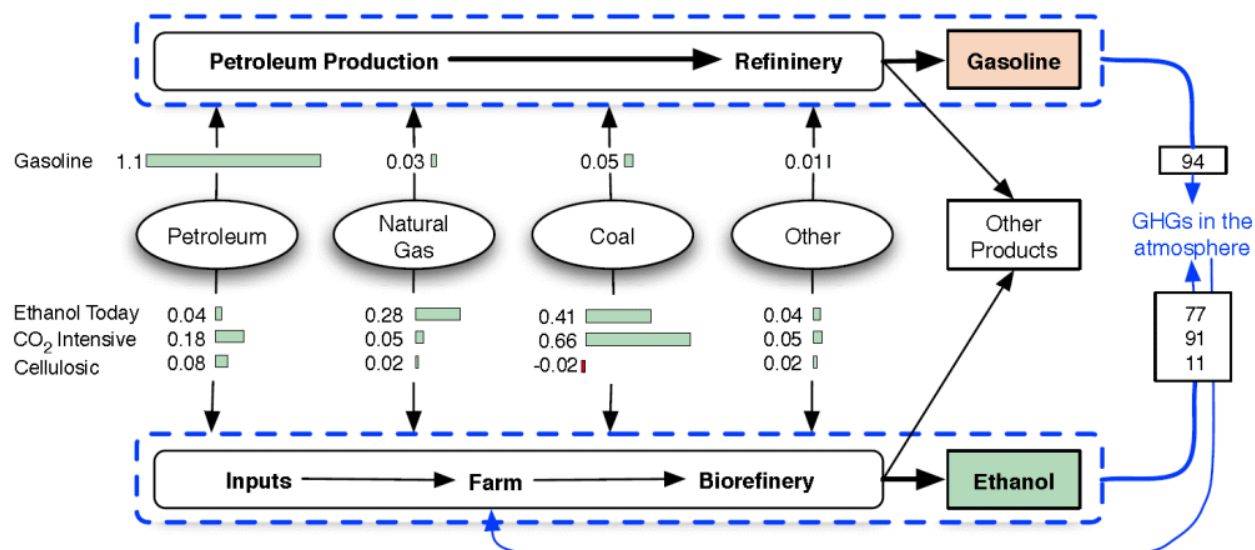 Petroleum Production Refininery Gasoline
Gasoline 1.1 0.03 0.05 0.01 94
Petroleum
Natural
Gas
Coal
Other
Other
Products
GHGs in the
atmosphere
Ethanol Today 0.04 0.28 0.41 0.04 77
CO₂ Intensive 0.18 0.05 0.66 0.05 91
Cellulosic 0.08 0.02 -0.02 0.02 11
Inputs Farm Biorefinery Ethanol